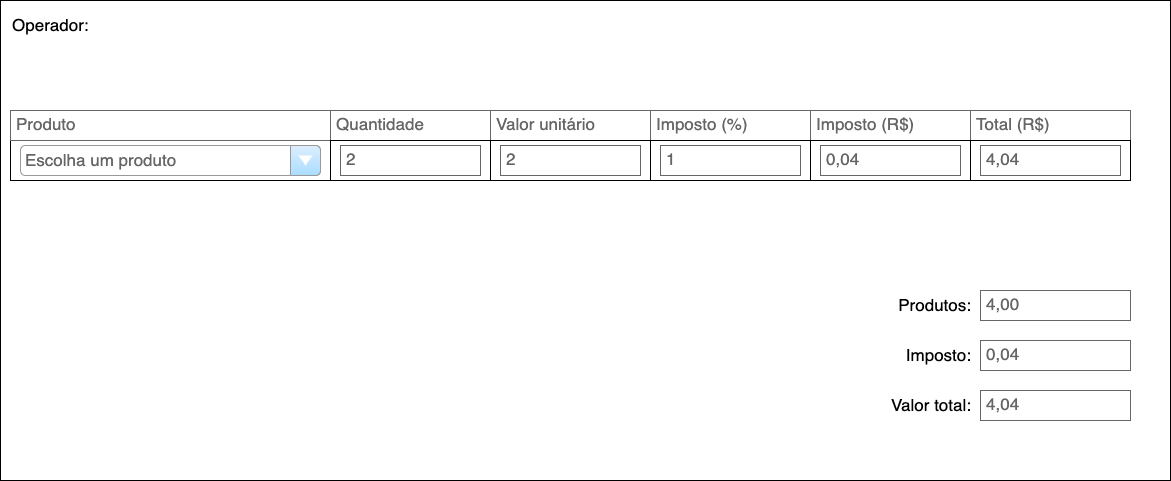 Operador:
Produto Quantidade Valor unitário Imposto (%) Imposto (R$) Total (R$)
Escolha um produto 2 2 1 0,04 4,04
Produtos: 4,00
Imposto: 0,04
Valor total: 4,04